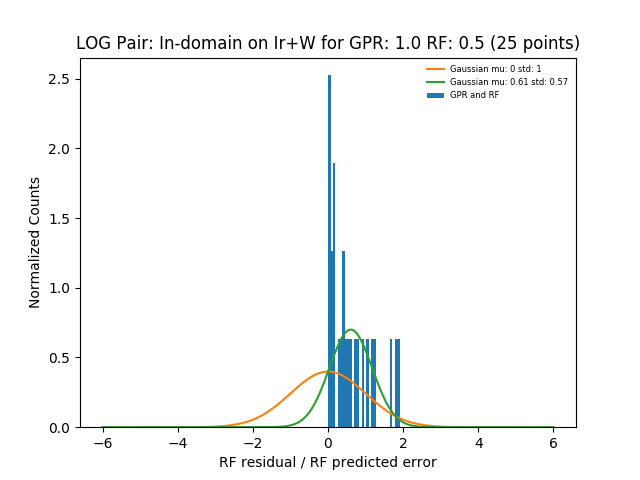 LOG Pair: In-domain on Ir+W for GPR: 1.0 RF: 0.5 (25 points)
Gaussian mu: 0 std: 1
Gaussian mu: 0.61 std: 0.57
GPR and RF
Normalized Counts
2.5
2.0
1.5
1.0
0.5
0.0
−6
−4
−2
0
2
4
6
RF residual / RF predicted error